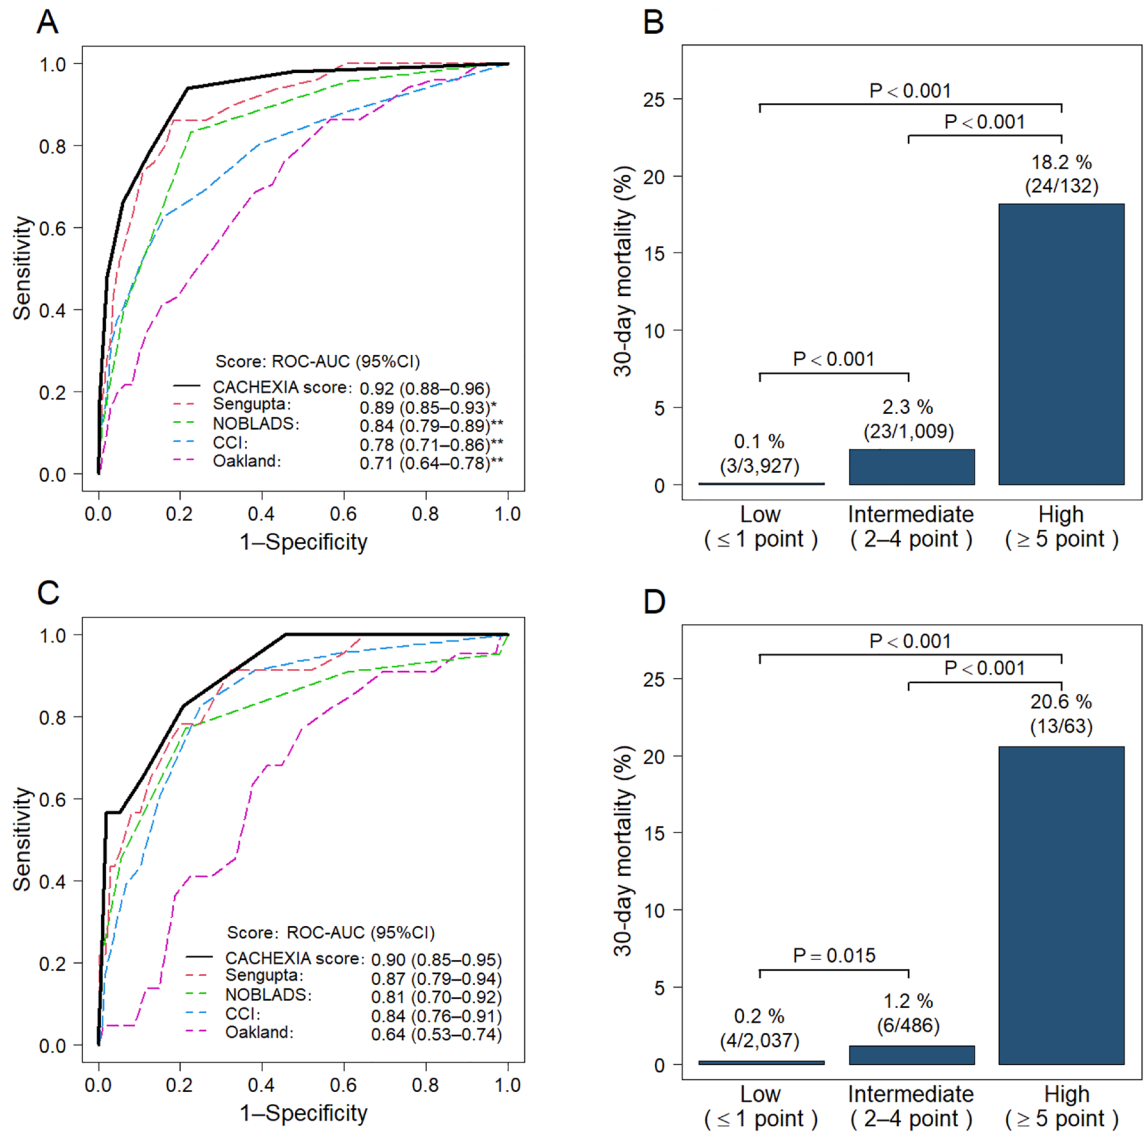 A
1.0
0.8
0.6
0.4
0.2
0.0
Sensitivity
Score: ROC-AUC (95%CI)
CACHEXIA score: 0.92 (0.88–0.96)
Sengupta: 0.89 (0.85–0.93)*
NOBLADS: 0.84 (0.79–0.89)**
CCI: 0.78 (0.71–0.86)**
Oakland: 0.71 (0.64–0.78)**
0.0 0.2 0.4 0.6 0.8 1.0
1–Specificity
B
25
20
15
10
5
0
30-day mortality (%)
P < 0.001
P < 0.001
18.2 %
(24/132)
P < 0.001
2.3 %
(23/1,009)
0.1 %
(3/3,927)
Low Intermediate High
( ≤ 1 point ) ( 2–4 point ) ( ≥ 5 point )
C
1.0
0.8
0.6
0.4
0.2
0.0
Sensitivity
Score: ROC-AUC (95%CI)
CACHEXIA score: 0.90 (0.85–0.95)
Sengupta: 0.87 (0.79–0.94)
NOBLADS: 0.81 (0.70–0.92)
CCI: 0.84 (0.76–0.91)
Oakland: 0.64 (0.53–0.74)
0.0 0.2 0.4 0.6 0.8 1.0
1–Specificity
D
25
20
15
10
5
0
30-day mortality (%)
P < 0.001
P < 0.001
20.6 %
(13/63)
P = 0.015
1.2 %
(6/486)
0.2 %
(4/2,037)
Low Intermediate High
( ≤ 1 point ) ( 2–4 point ) ( ≥ 5 point )